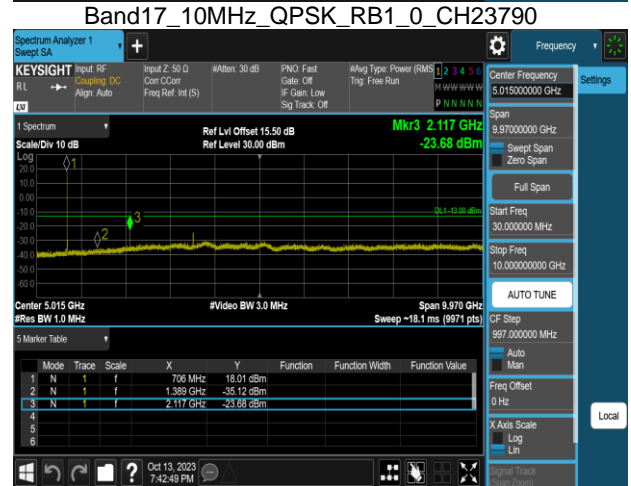 Band17_10MHz_QPSK_RB1_0_CH23790
Spectrum Analyzer 1
Swept SA
+
Frequency
KEYSIGHT
RL
Input: RF
Coupling: DC
Align: Auto
Input Z: 50 Ω
Corr CCorr
Freq Ref: Int (S)
#Atten: 30 dB
PNO: Fast
Gate: Off
IF Gain: Low
Sig Track: Off
#Avg Type: Power (RMS)
Trig: Free Run
1 2 3 4 5 6
M W W W W W
P N N N N N
Center Frequency
5.015000000 GHz
Settings
Span
9.97000000 GHz
Swept Span
Zero Span
Full Span
Start Freq
30.000000 MHz
Stop Freq
10.000000000 GHz
AUTO TUNE
CF Step
997.000000 MHz
Auto
Man
Freq Offset
0 Hz
X Axis Scale
Log
Lin
Signal Track
(Span Zoom)
Local
1 Spectrum
Scale/Div 10 dB
Ref Lvl Offset 15.50 dB
Ref Level 30.00 dBm
Mkr3 2.117 GHz
-23.68 dBm
Log
20.0
10.0
0.00
-10.0
-20.0
-30.0
-40.0
-50.0
-60.0
1
2
3
DL1 -13.00 dBm
Center 5.015 GHz
#Video BW 3.0 MHz
Span 9.970 GHz
#Res BW 1.0 MHz
Sweep ~18.1 ms (9971 pts)
5 Marker Table
Mode Trace Scale X Y Function Function Width Function Value
1 N 1 f 706 MHz 18.01 dBm
2 N 1 f 1.389 GHz -35.12 dBm
3 N 1 f 2.117 GHz -23.68 dBm
4
5
6
?
Oct 13, 2023
7:42:49 PM